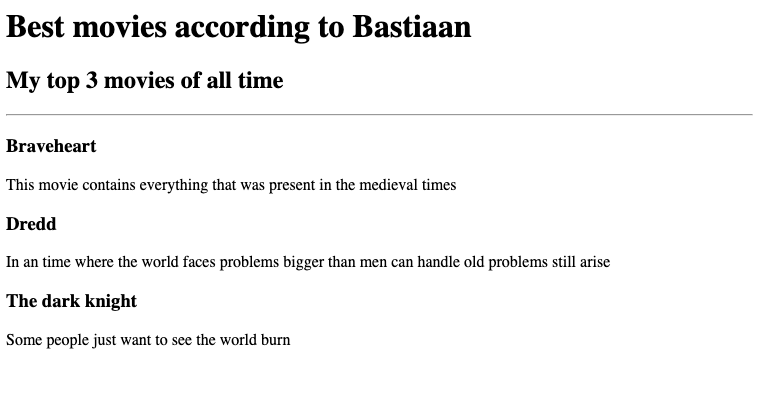 Best movies according to Bastiaan
My top 3 movies of all time
Braveheart
This movie contains everything that was present in the medieval times
Dredd
In an time where the world faces problems bigger than men can handle old problems still arise
The dark knight
Some people just want to see the world burn